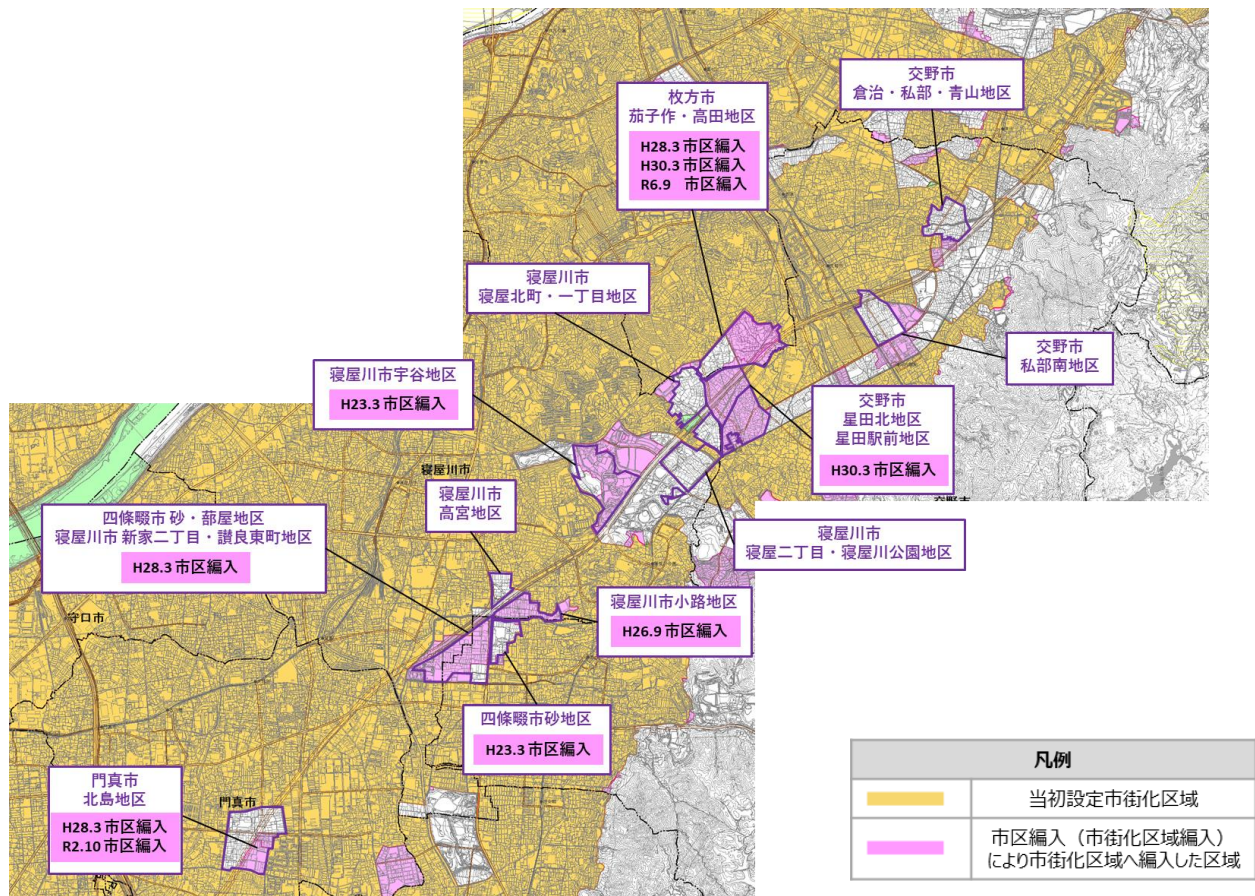 交野市
倉治・私部・青山地区
枚方市
茄子作・高田地区
H28.3 市区編入
H30.3 市区編入
R6.9 市区編入
寝屋川市
寝屋北町・一丁目地区
交野市
私部南地区
寝屋川市宇谷地区
H23.3 市区編入
交野市
星田北地区
星田駅前地区
H30.3 市区編入
寝屋川市
寝屋川市
高宮地区
四條畷市 砂・蔀屋地区
寝屋川市 新家二丁目・讃良東町地区
H28.3 市区編入
寝屋川市
寝屋二丁目・寝屋川公園地区
守口市
寝屋川市小路地区
H26.9 市区編入
四條畷市砂地区
H23.3 市区編入
門真市
北島地区
H28.3 市区編入
R2.10 市区編入
門真市
凡例
当初設定市街化区域
市区編入（市街化区域編入）
により市街化区域へ編入した区域